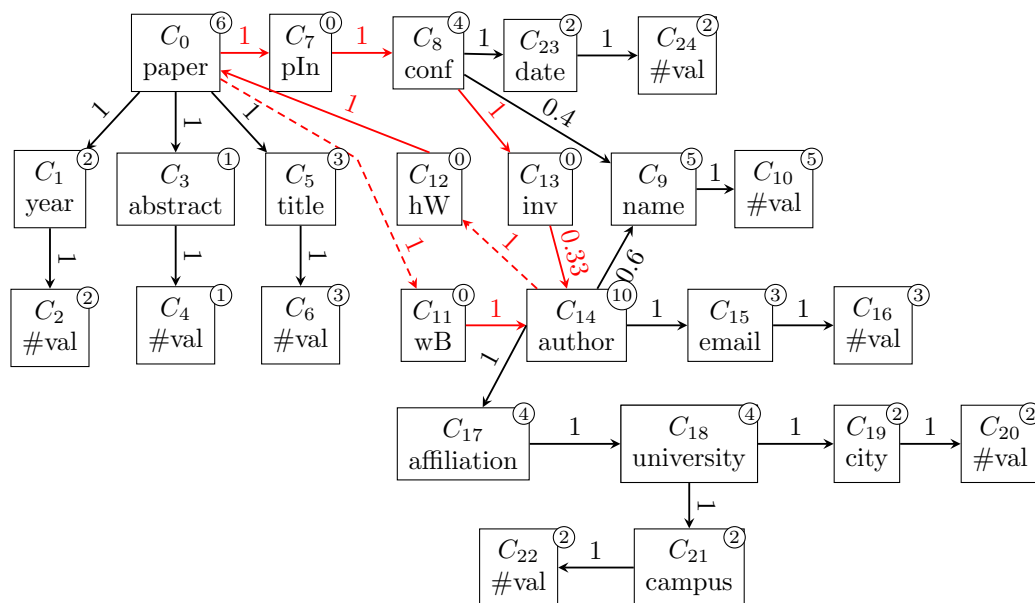 C0 6
paper
1
C7 0
pIn
1
C8 4
conf
1
C23 2
date
1
C24 2
#val
1
1
1
1
1
0.4
C1 2
year
C3 1
abstract
C5 3
title
C12 0
hW
C13 0
inv
C9 5
name
1
C10 5
#val
1
1
1
1
1
0.33
0.6
C2 2
#val
C4 1
#val
C6 3
#val
C11 0
wB
1
C14 10
author
1
C15 3
email
1
C16 3
#val
1
C17 4
affiliation
1
C18 4
university
1
C19 2
city
1
C20 2
#val
1
C22 2
#val
1
C21 2
campus